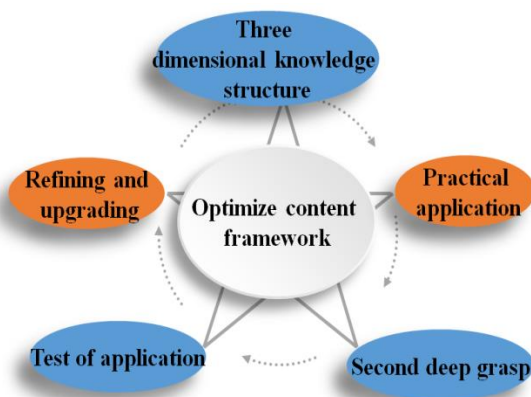 Three
dimensional knowledge
structure
Refining and
upgrading
Practical
application
Optimize content
framework
Test of application
Second deep grasp